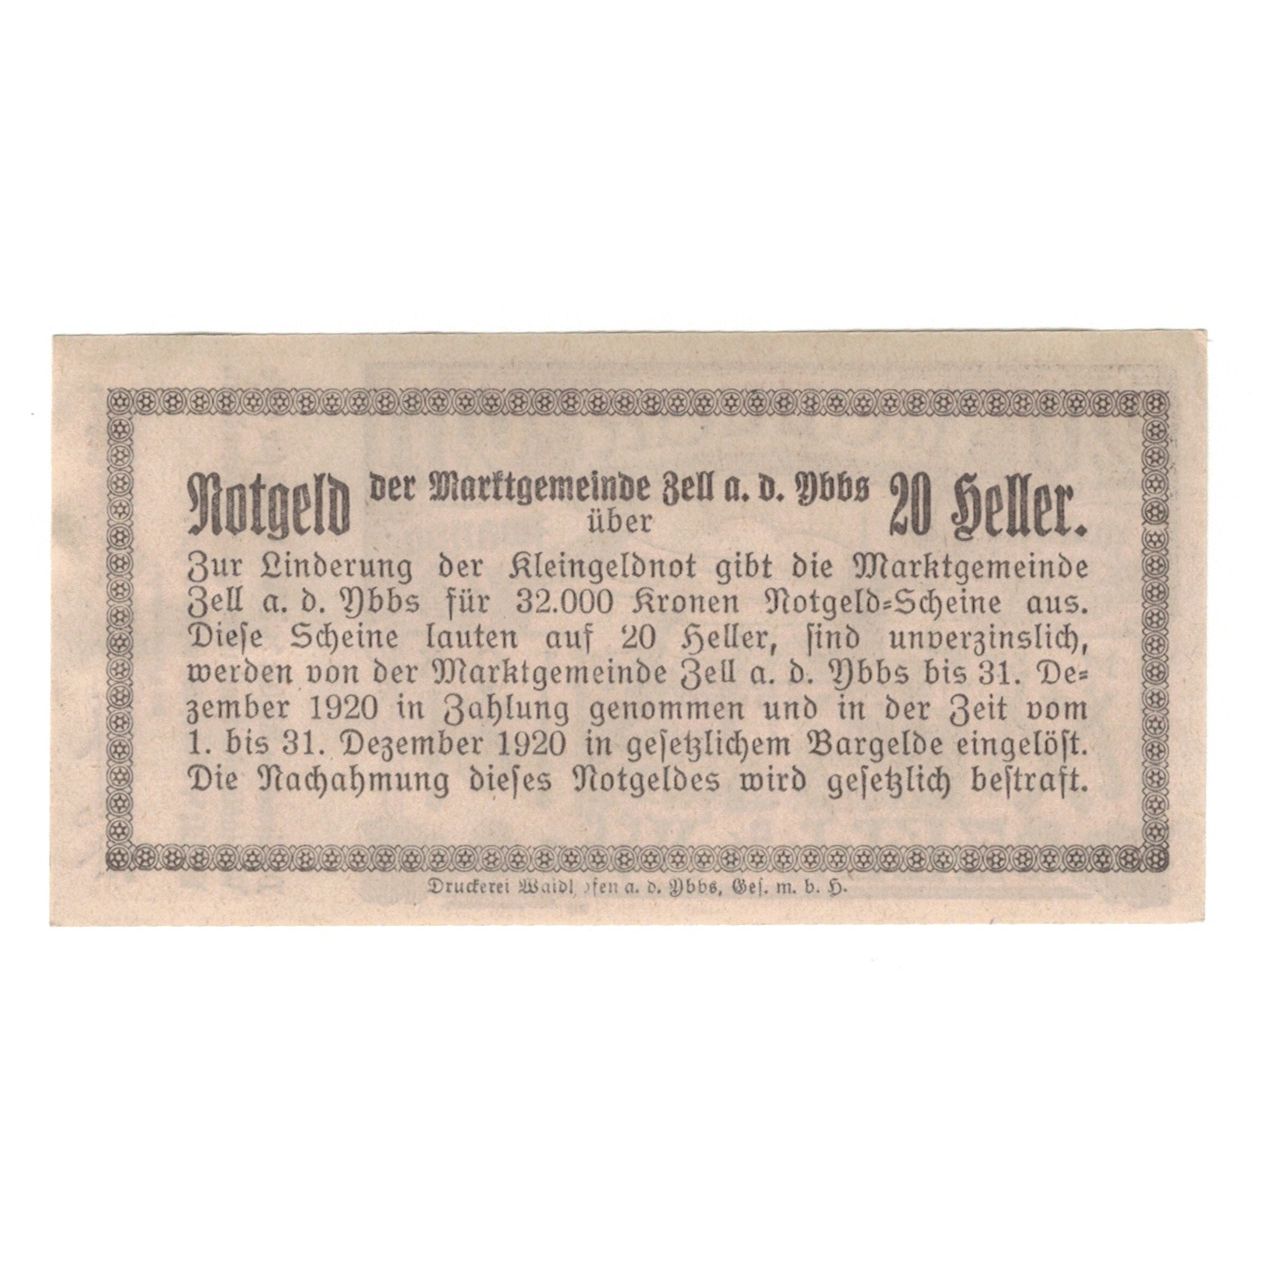 Notgeld der Marktgemeinde Zell a. d. Ybbs 20 Heller.
über
Zur Linderung der Kleingeldnot gibt die Marktgemeinde
Zell a. d. Ybbs für 32.000 Kronen Notgeld-Scheine aus.
Diese Scheine lauten auf 20 Heller, sind unverzinslich,
werden von der Marktgemeinde Zell a. d. Ybbs bis 31. De-
zember 1920 in Zahlung genommen und in der Zeit vom
1. bis 31. Dezember 1920 in gesetzlichem Bargelde eingelöst.
Die Nachahmung dieses Notgeldes wird gesetzlich bestraft.
Druckerei Waidhofen a. d. Ybbs, Ges. m. b. H.